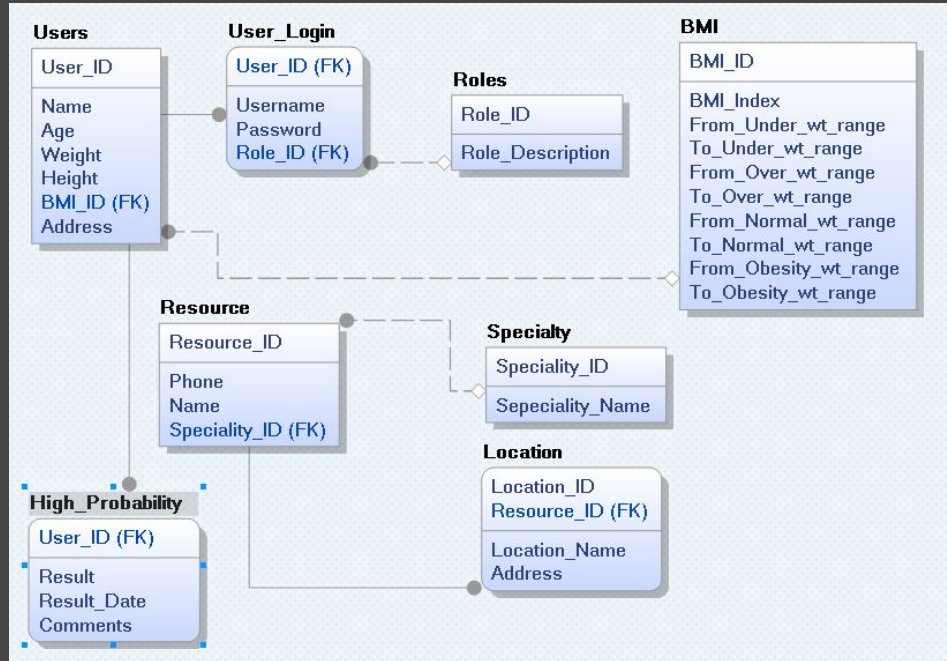 Users
User_ID
Name
Age
Weight
Height
BMI_ID (FK)
Address
User_Login
User_ID (FK)
Username
Password
Role_ID (FK)
Roles
Role_ID
Role_Description
BMI
BMI_ID
BMI_Index
From_Under_wt_range
To_Under_wt_range
From_Over_wt_range
To_Over_wt_range
From_Normal_wt_range
To_Normal_wt_range
From_Obesity_wt_range
To_Obesity_wt_range
Resource
Resource_ID
Phone
Name
Speciality_ID (FK)
Specialty
Speciality_ID
Sepeciality_Name
Location
Location_ID
Resource_ID (FK)
Location_Name
Address
High_Probability
User_ID (FK)
Result
Result_Date
Comments